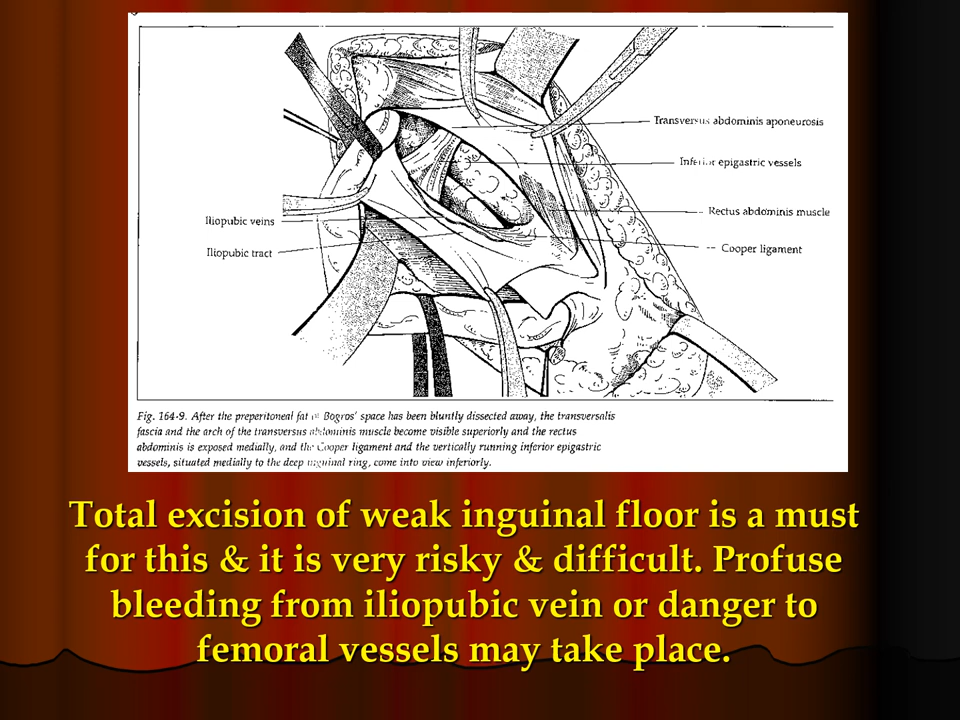 Transversus abdominis aponeurosis
Inferior epigastric vessels
Rectus abdominis muscle
Cooper ligament
Iliopubic veins
Iliopubic tract
Fig. 164-9. After the preperitoneal fat of Bogros' space has been bluntly dissected away, the transversalis
fascia and the arch of the transversus abdominis muscle become visible superiorly and the rectus
abdominis is exposed medially, and the Cooper ligament and the vertically running inferior epigastric
vessels, situated medially to the deep inguinal ring, come into view inferiorly.
Total excision of weak inguinal floor is a must
for this & it is very risky & difficult. Profuse
bleeding from iliopubic vein or danger to
femoral vessels may take place.